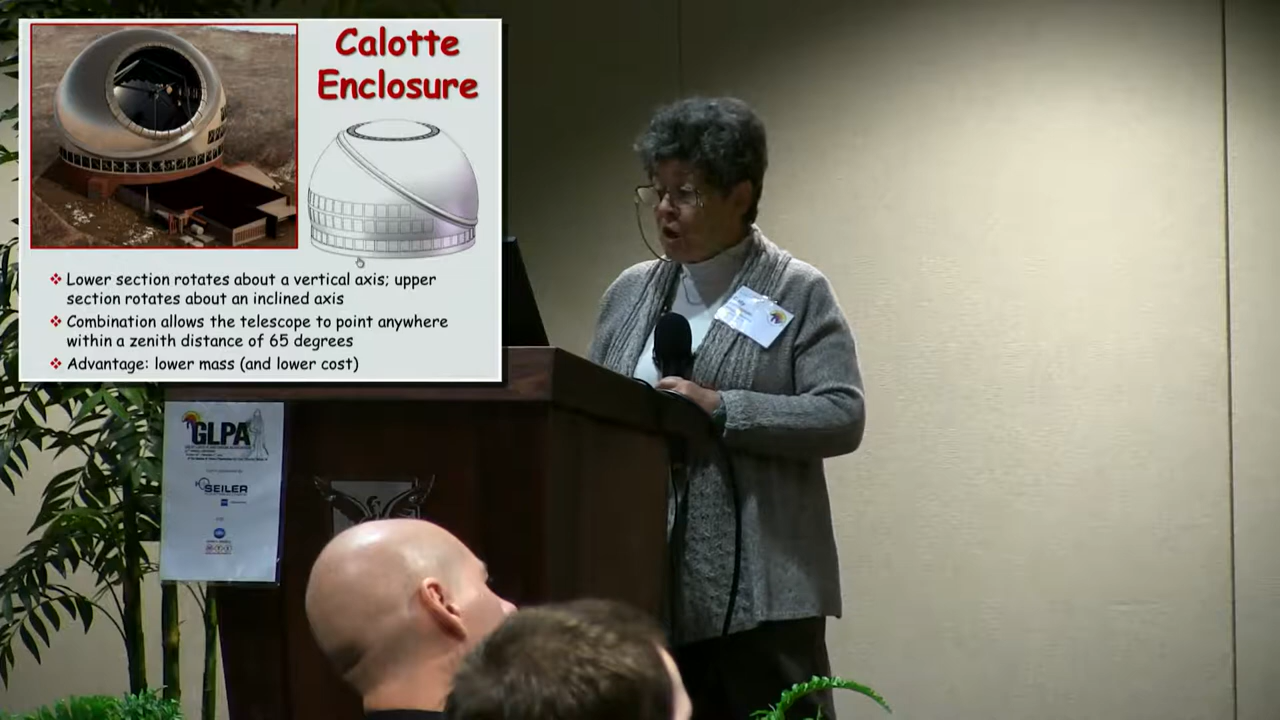 Calotte
Enclosure
❖ Lower section rotates about a vertical axis; upper
section rotates about an inclined axis
❖ Combination allows the telescope to point anywhere
within a zenith distance of 65 degrees
❖ Advantage: lower mass (and lower cost)
GLPA
SEILER